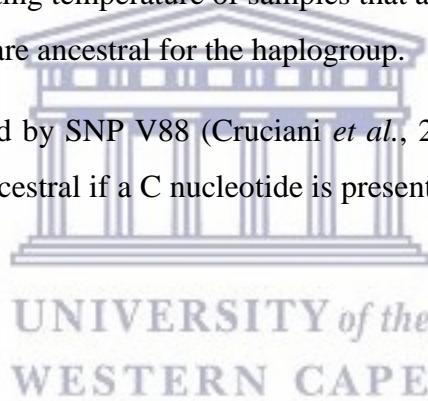 ing temperature of samples that a
are ancestral for the haplogroup.
d by SNP V88 (Cruciani et al., 2
cestral if a C nucleotide is present
UNIVERSITY of the
WESTERN CAPE